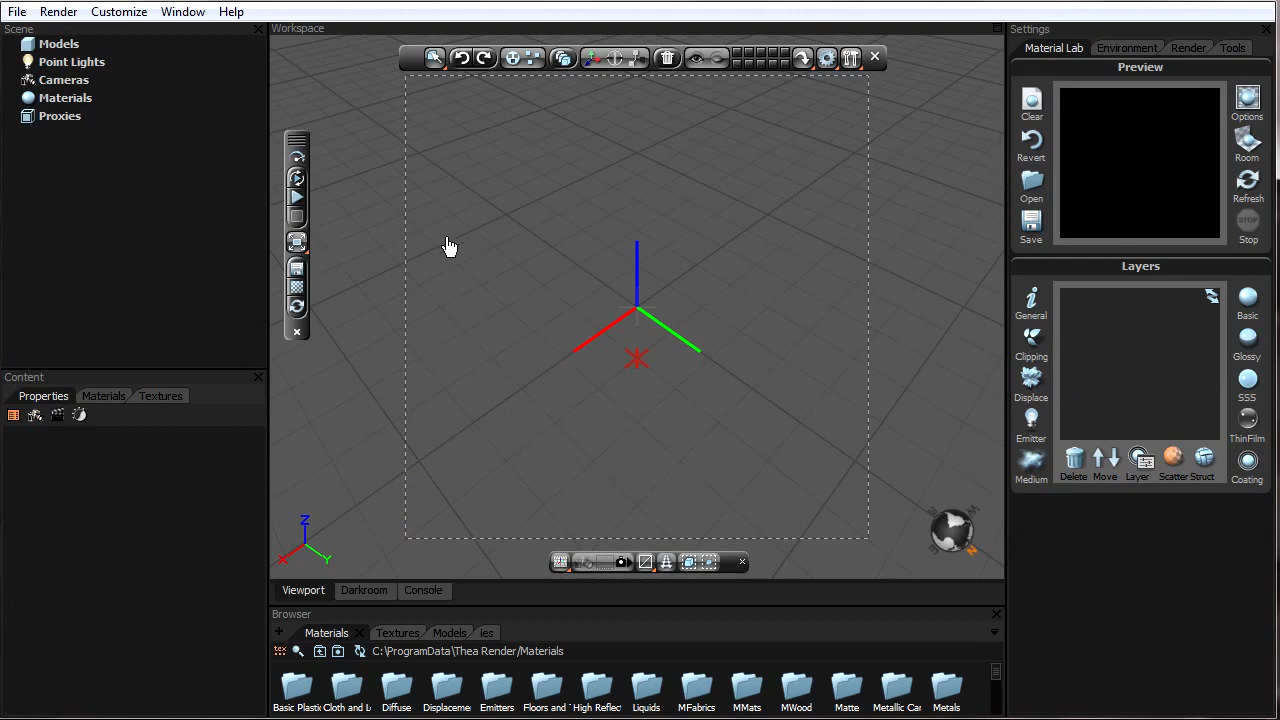 File Render Customize Window Help
Scene
Workspace
Settings
Models
Point Lights
Cameras
Materials
Proxies
Material Lab Environment Render Tools
Preview
Clear
Options
Revert
Room
Open
Refresh
Save
Stop
STOP
Layers
General
Basic
Clipping
Glossy
Displace
SSS
Emitter
ThinFilm
Medium
Delete Move Layer Scatter Struct
Coating
Content
Properties Materials Textures
Z
X
Y
N
Viewport Darkroom Console
Browser
Materials Textures Models ies
tex C:\ProgramData\Thea Render/Materials
Basic Plastic Cloth and L Diffuse Displaceme Emitters Floors and High Reflec Liquids MFabrics MMats MWood Matte Metallic Car Metals